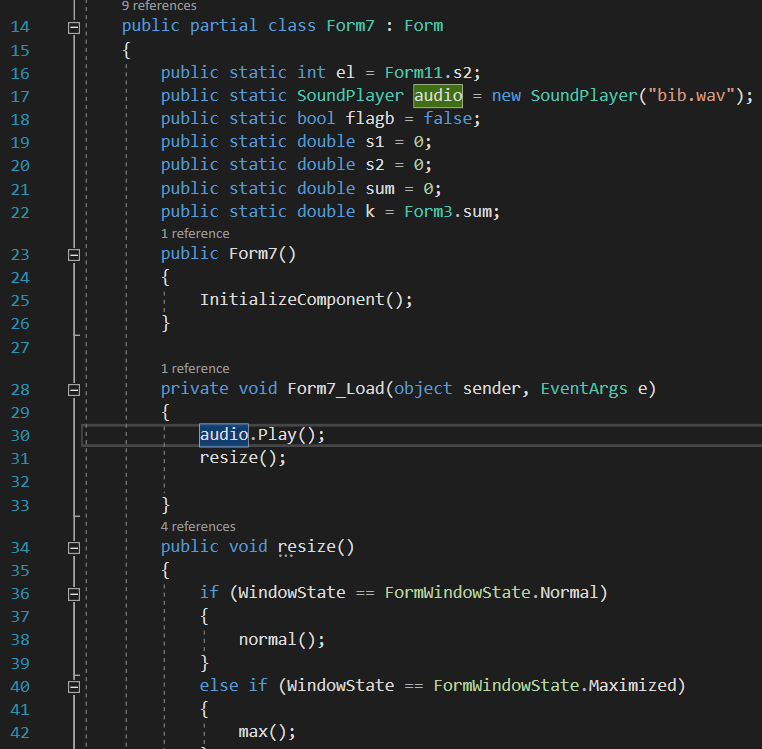 9 references
14 public partial class Form7 : Form
15 {
16 public static int el = Form11.s2;
17 public static SoundPlayer audio = new SoundPlayer("bib.wav");
18 public static bool flagb = false;
19 public static double s1 = 0;
20 public static double s2 = 0;
21 public static double sum = 0;
22 public static double k = Form3.sum;
1 reference
23 public Form7()
24 {
25 InitializeComponent();
26 }
27
1 reference
28 private void Form7_Load(object sender, EventArgs e)
29 {
30 audio.Play();
31 resize();
32
33 }
4 references
34 public void resize()
35 {
36 if (WindowState == FormWindowState.Normal)
37 {
38 normal();
39 }
40 else if (WindowState == FormWindowState.Maximized)
41 {
42 max();